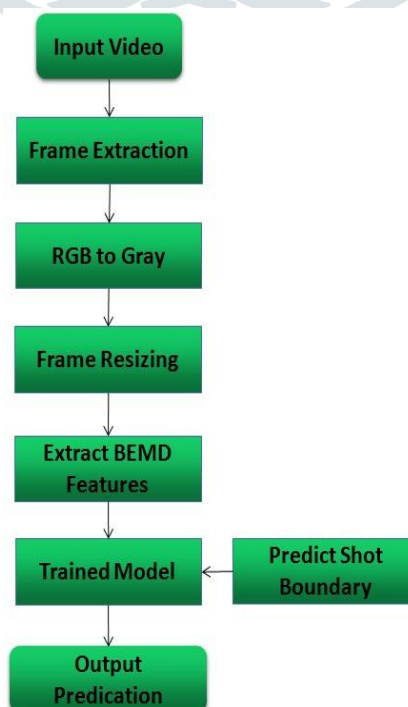 Input Video
Frame Extraction
RGB to Gray
Frame Resizing
Extract BEMD
Features
Trained Model
Predict Shot
Boundary
Output
Predication